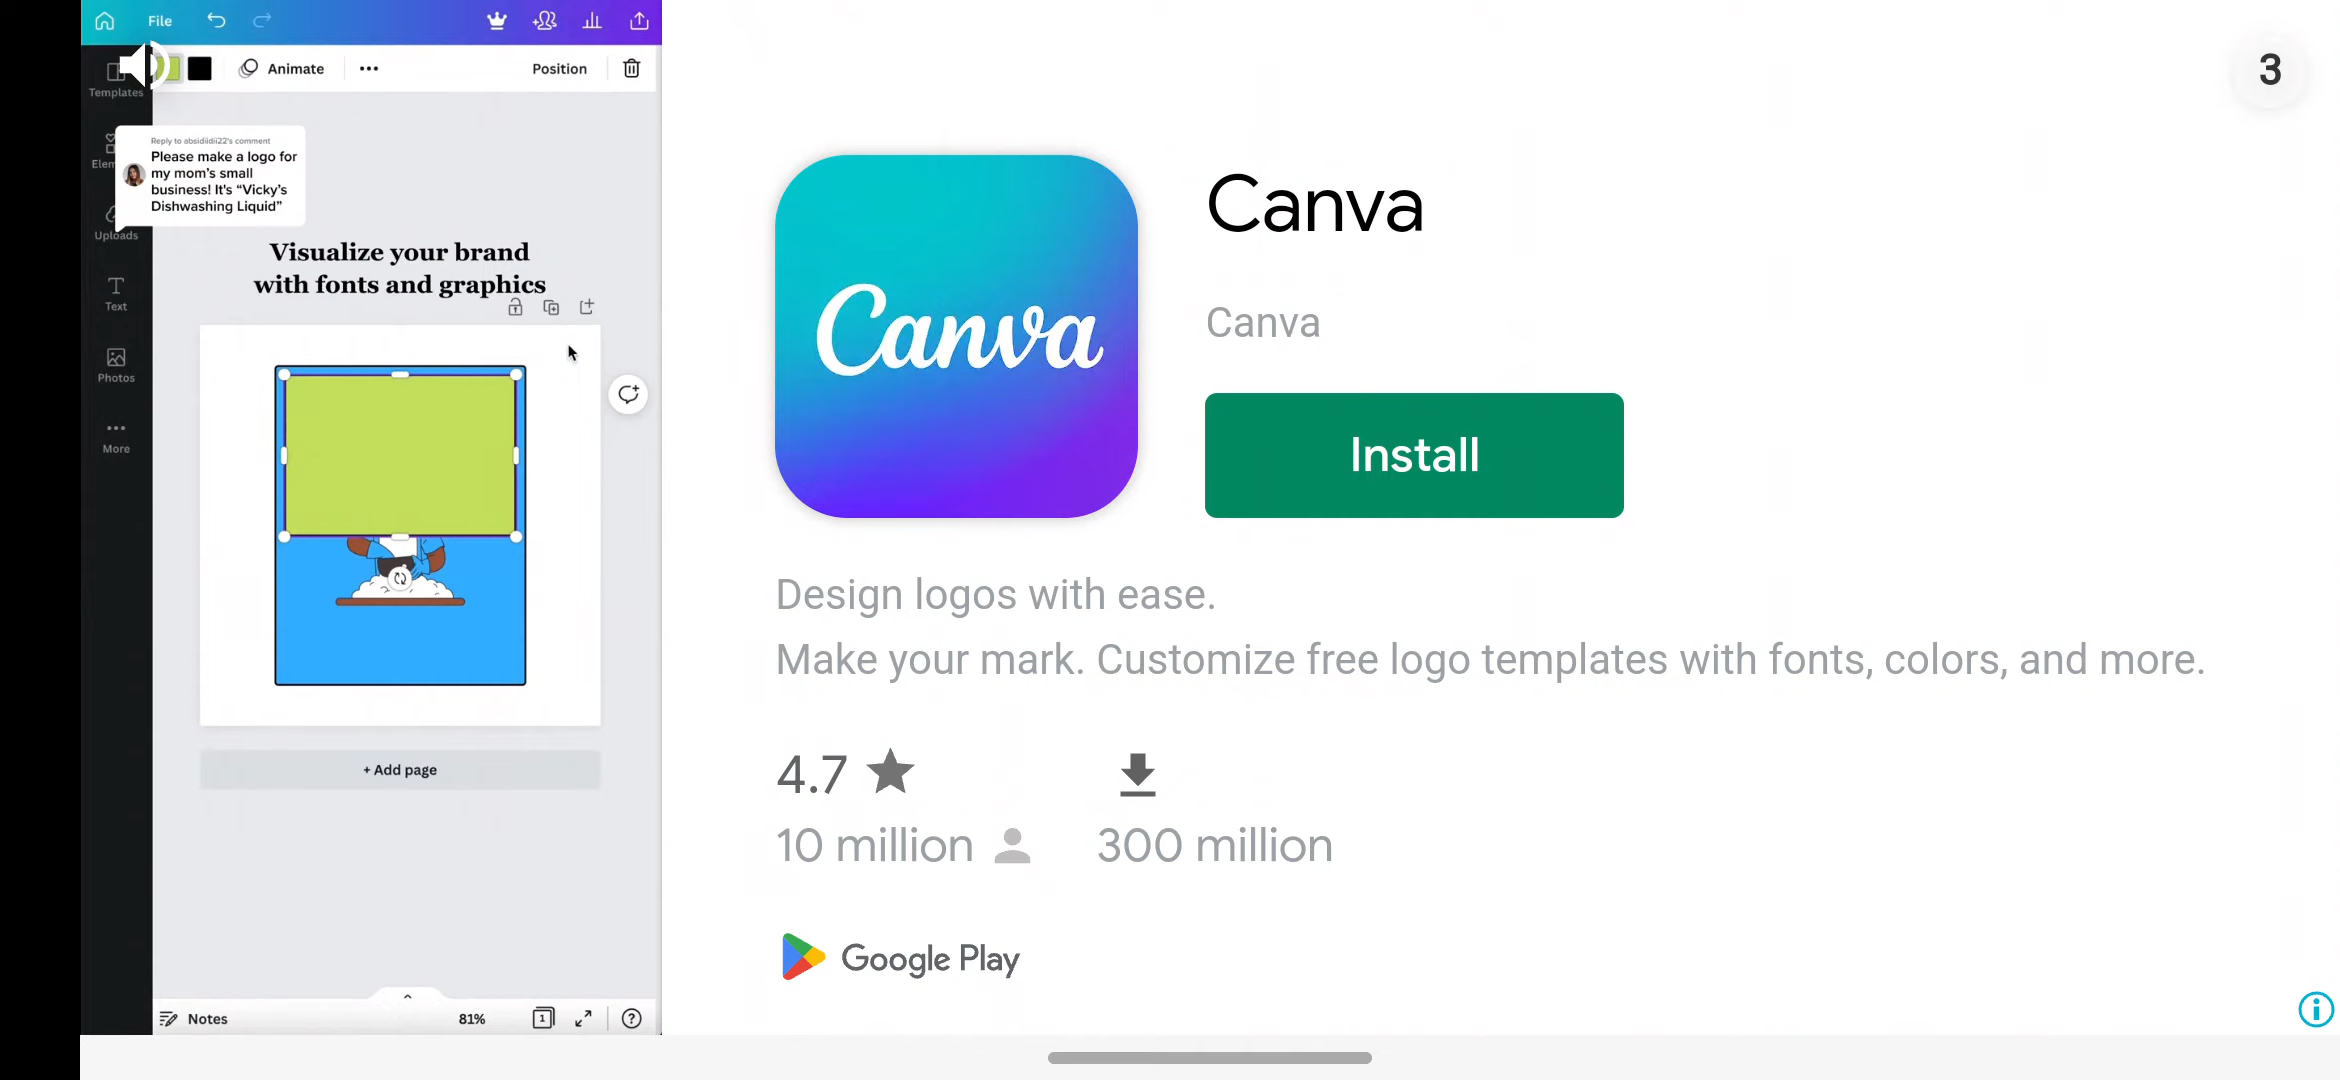 File
Animate
Position
Templates
Reply to absidiidii22's comment
Please make a logo for
my mom's small
business! It's "Vicky's
Dishwashing Liquid"
Elem
Uploads
Text
Photos
More
Visualize your brand
with fonts and graphics
+ Add page
Notes
81%
1
3
Canva
Canva
Canva
Install
Design logos with ease.
Make your mark. Customize free logo templates with fonts, colors, and more.
4.7
10 million
300 million
Google Play